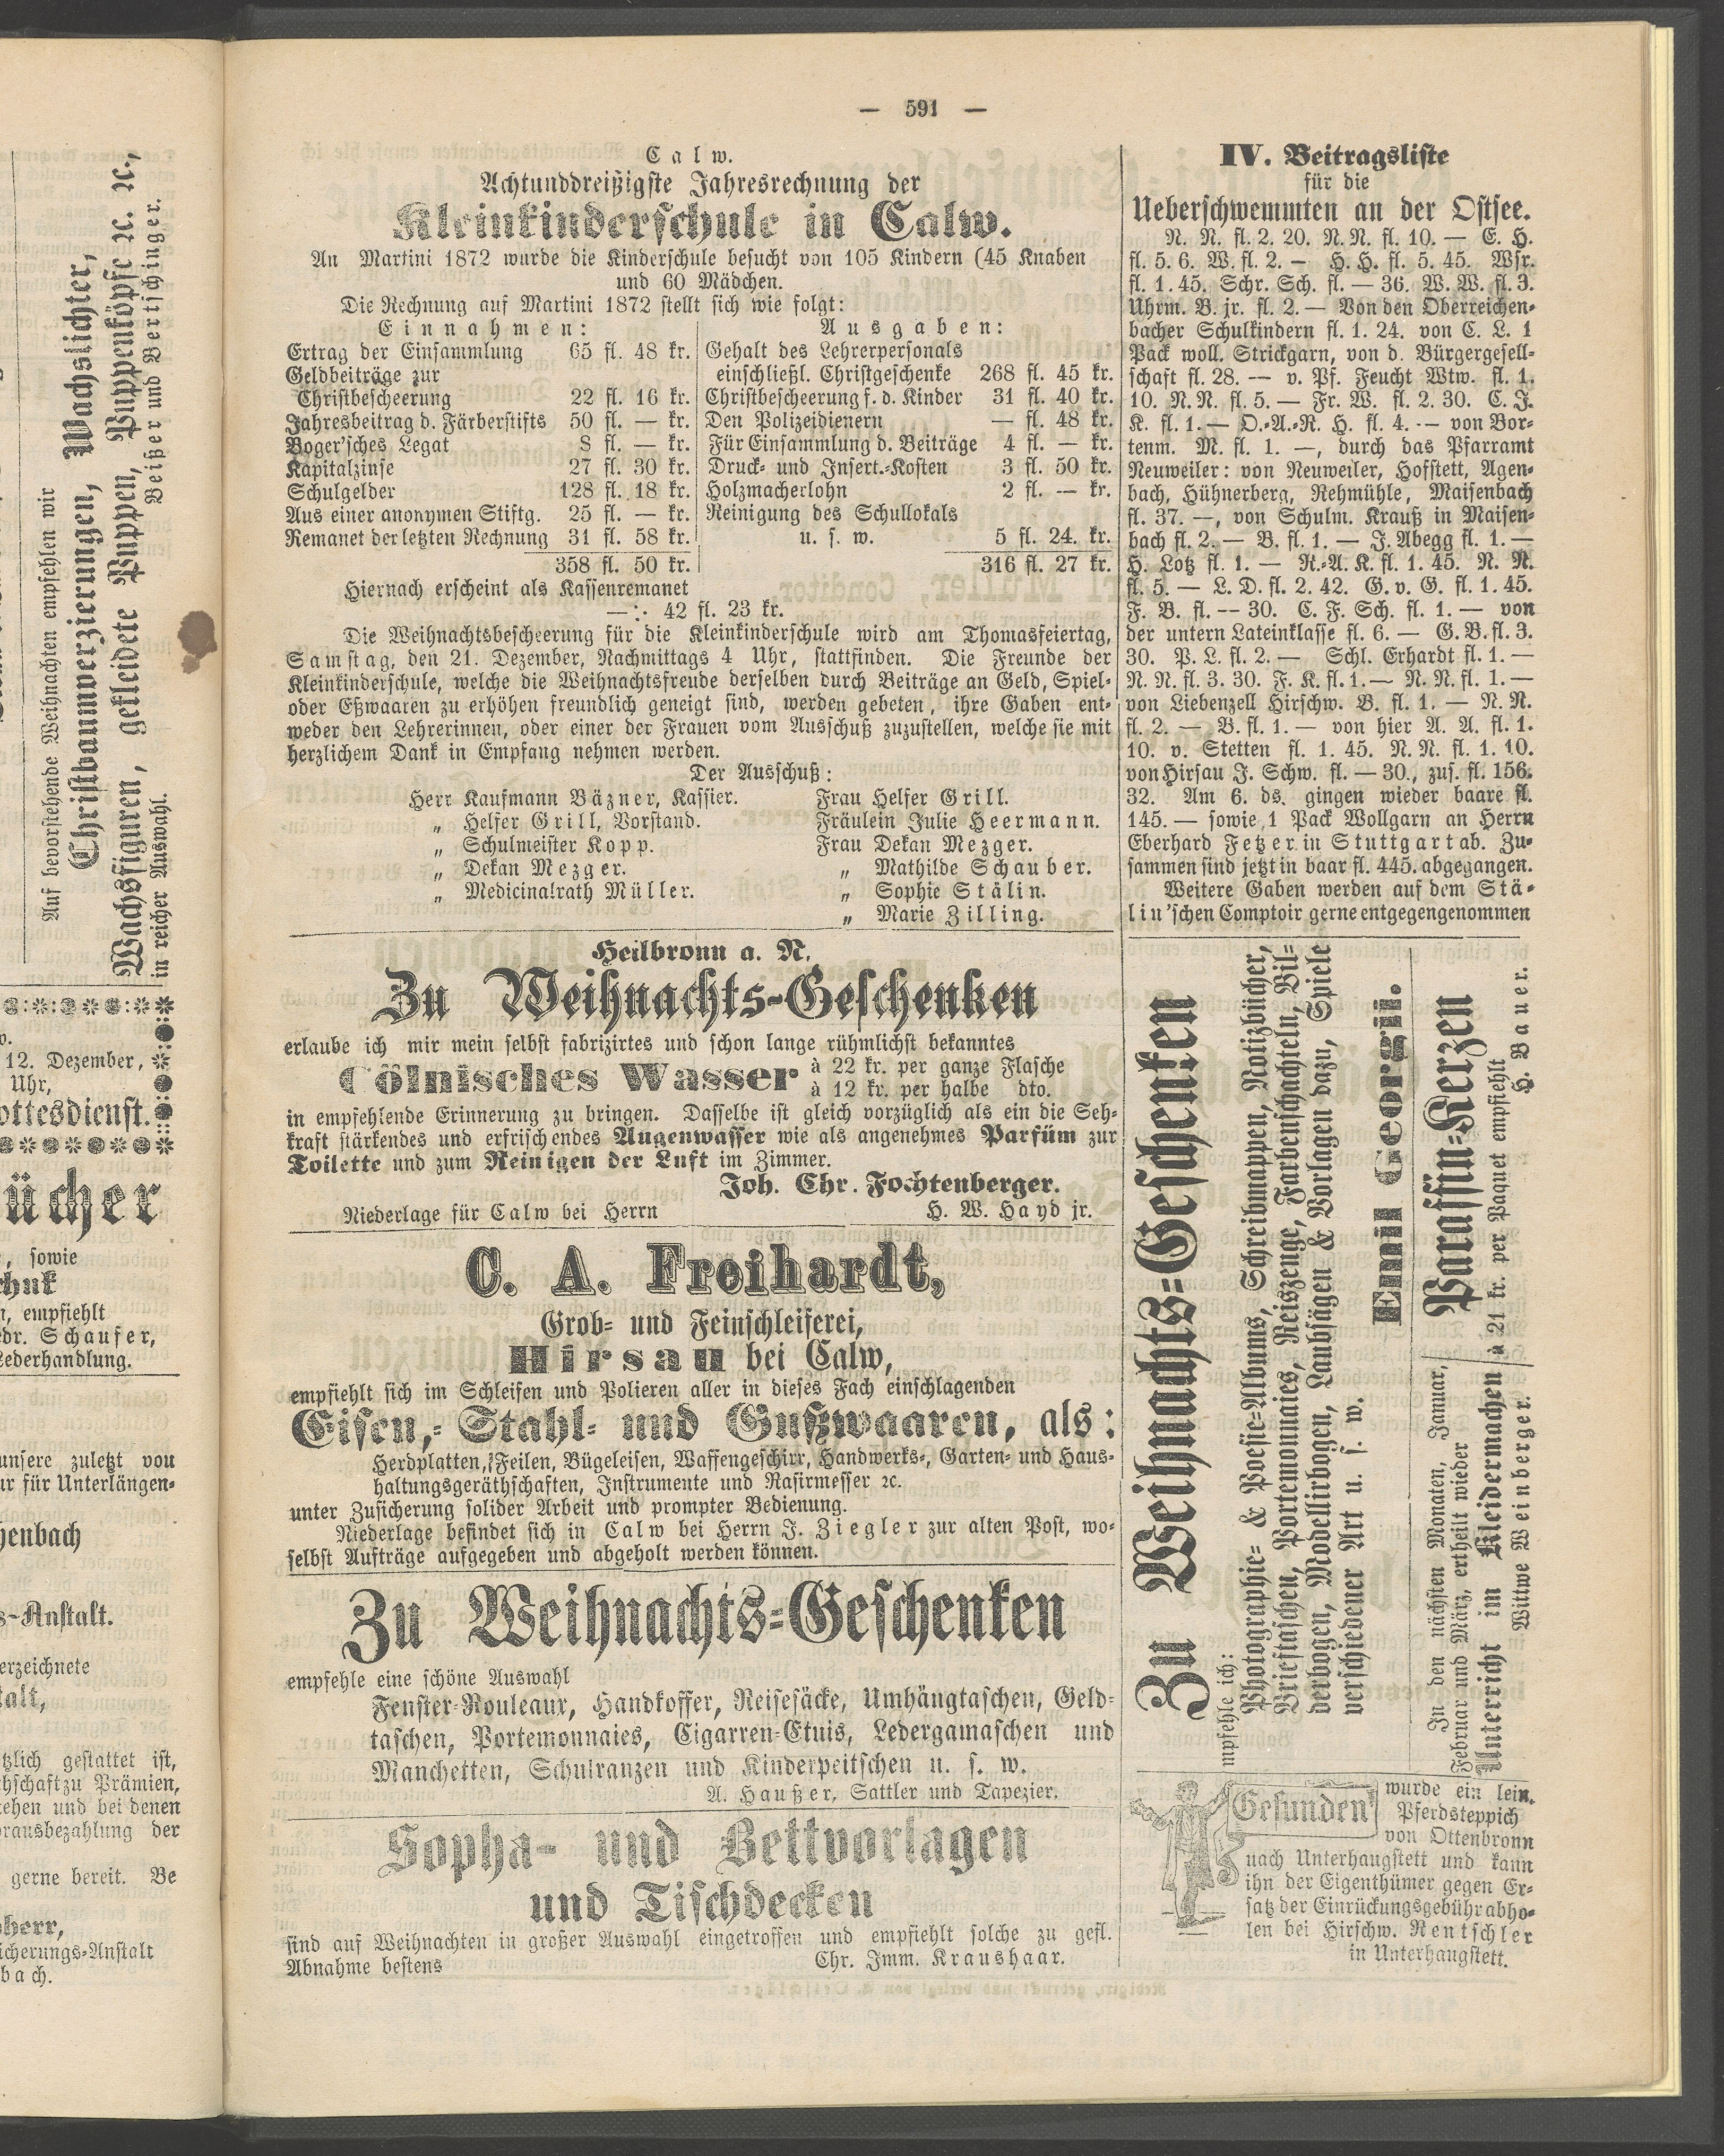 — 591 —
Calw.
Achtunddreißigste Jahresrechnung der
Kleinkinderschule in Calw.
An Martini 1872 wurde die Kinderschule besucht von 105 Kindern (45 Knaben
und 60 Mädchen.
Die Rechnung auf Martini 1872 stellt sich wie folgt:
Einnahmen:
Ertrag der Einsammlung 65 fl. 48 kr.
Geldbeiträge zur
Christbescheerung 22 fl. 16 kr.
Jahresbeitrag d. Färberstifts 50 fl. — kr.
Boger'sches Legat 8 fl. — kr.
Kapitalzinse 27 fl. 30 kr.
Schulgelder 128 fl. 18 kr.
Aus einer anonymen Stiftg. 25 fl. — kr.
Remanet der letzten Rechnung 31 fl. 58 kr.
358 fl. 50 kr.
Ausgaben:
Gehalt des Lehrerpersonals
einschließl. Christgeschenke 268 fl. 45 kr.
Christbescheerung f. d. Kinder 31 fl. 40 kr.
Den Polizeidienern — fl. 48 kr.
Für Einsammlung d. Beiträge 4 fl. — kr.
Druck- und Insert.-Kosten 3 fl. 50 kr.
Holzmacherlohn 2 fl. — kr.
Reinigung des Schullokals
u. s. w. 5 fl. 24. kr.
316 fl. 27 kr.
Hiernach erscheint als Kassenremanet
—:. 42 fl. 23 kr.
Die Weihnachtsbescheerung für die Kleinkinderschule wird am Thomasfeiertag,
Samstag, den 21. Dezember, Nachmittags 4 Uhr, stattfinden. Die Freunde der
Kleinkinderschule, welche die Weihnachtsfreude derselben durch Beiträge an Geld, Spiel-
oder Eßwaaren zu erhöhen freundlich geneigt sind, werden gebeten, ihre Gaben ent-
weder den Lehrerinnen, oder einer der Frauen vom Ausschuß zuzustellen, welche sie mit
herzlichem Dank in Empfang nehmen werden.
Der Ausschuß:
Herr Kaufmann Bäzner, Kassier.
„ Helfer Grill, Vorstand.
„ Schulmeister Kopp.
„ Dekan Mezger.
„ Medicinalrath Müller.
Frau Helfer Grill.
Fräulein Julie Heermann.
Frau Dekan Mezger.
„ Mathilde Schauber.
„ Sophie Stälin.
„ Marie Zilling.
Heilbronn a. N.
Zu Weihnachts-Geschenken
erlaube ich mir mein selbst fabrizirtes und schon lange rühmlichst bekanntes
Cölnisches Wasser à 22 kr. per ganze Flasche
à 12 kr. per halbe dto.
in empfehlende Erinnerung zu bringen. Dasselbe ist gleich vorzüglich als ein die Seh-
kraft stärkendes und erfrischendes Augenwasser wie als angenehmes Parfüm zur
Toilette und zum Reinigen der Luft im Zimmer.
Joh. Chr. Fochtenberger.
Niederlage für Calw bei Herrn H. W. Hayd jr.
C. A. Freihardt,
Grob- und Feinschleiferei,
Hirsau bei Calw,
empfiehlt sich im Schleifen und Polieren aller in dieses Fach einschlagenden
Eisen,- Stahl- und Gußwaaren, als:
Herdplatten, Feilen, Bügeleisen, Waffengeschirr, Handwerks-, Garten- und Haus-
haltungsgeräthschaften, Instrumente und Rasirmesser ꝛc.
unter Zusicherung solider Arbeit und prompter Bedienung.
Niederlage befindet sich in Calw bei Herrn J. Ziegler zur alten Post, wo-
selbst Aufträge aufgegeben und abgeholt werden können.
Zu Weihnachts-Geschenken
empfehle eine schöne Auswahl
Fenster-Rouleaux, Handkoffer, Reisesäcke, Umhängtaschen, Geld-
taschen, Portemonnaies, Cigarren-Etuis, Ledergamaschen und
Manchetten, Schulranzen und Kinderpeitschen u. s. w.
A. Haußer, Sattler und Tapezier.
Sopha- und Bettvorlagen
und Tischdecken
sind auf Weihnachten in großer Auswahl eingetroffen und empfiehlt solche zu gefl.
Abnahme bestens Chr. Imm. Kraushaar.
IV. Beitragsliste
für die
Ueberschwemmten an der Ostsee.
N. N. fl. 2. 20. N. N. fl. 10. — E. H.
fl. 5. 6. W. fl. 2. — H. H. fl. 5. 45. Wsr.
fl. 1. 45. Schr. Sch. fl. — 36. W. W. fl. 3.
Uhrm. B. jr. fl. 2. — Von den Oberreichen-
bacher Schulkindern fl. 1. 24. von C. L. 1
Pack woll. Strickgarn, von d. Bürgergesell-
schaft fl. 28. — v. Pf. Feucht Wtw. fl. 1.
10. N. N. fl. 5. — Fr. W. fl. 2. 30. C. J.
K. fl. 1. — O.-A.-R. H. fl. 4. — von Bor-
tenm. M. fl. 1. —, durch das Pfarramt
Neuweiler: von Neuweiler, Hofstett, Agen-
bach, Hühnerberg, Rehmühle, Maisenbach
fl. 37. —, von Schulm. Krauß in Maisen-
bach fl. 2. — B. fl. 1. — J. Abegg fl. 1. —
H. Lotz fl. 1. — R.-A. K. fl. 1. 45. N. N.
fl. 5. — L. D. fl. 2. 42. G. v. G. fl. 1. 45.
F. B. fl. -- 30. C. F. Sch. fl. 1. — von
der untern Lateinklasse fl. 6. — G. B. fl. 3.
30. P. L. fl. 2. — Schl. Erhardt fl. 1. —
N. N. fl. 3. 30. F. K. fl. 1. — N. N. fl. 1. —
von Liebenzell Hirschw. B. fl. 1. — N. N.
fl. 2. — B. fl. 1. — von hier A. A. fl. 1.
10. v. Stetten fl. 1. 45. N. N. fl. 1. 10.
von Hirsau J. Schw. fl. — 30., zus. fl. 156.
32. Am 6. ds. gingen wieder baare fl.
145. — sowie 1 Pack Wollgarn an Herrn
Eberhard Fetzer in Stuttgart ab. Zu-
sammen sind jetzt in baar fl. 445. abgegangen.
Weitere Gaben werden auf dem Stä-
lin'schen Comptoir gerne entgegengenommen
Zu Weihnachts-Geschenken
mpfehle ich:
Photographie- & Poesie-Albums, Schreibmappen, Notizbücher,
Brieftaschen, Portemonnaies, Reiszeuge, Farbenschachteln, Bil-
derbogen, Modellirbogen, Laubsägen & Vorlagen dazu, Spiele
verschiedener Art u. s. w.
Emil Georgii.
Paraffin-Kerzen
à 21 kr. per Paquet empfiehlt
H. Bauer.
In den nächsten Monaten, Januar,
Februar und März, ertheilt wieder
Unterricht im Kleidermachen
Wittwe Weinberger.
Gefunden
wurde ein lein.
Pferdsteppich
von Ottenbronn
nach Unterhaugstett und kann
ihn der Eigenthümer gegen Er-
satz der Einrückungsgebühr abho-
len bei Hirschw. Rentschler
in Unterhaugstett.
Auf bevorstehende Weihnachten empfehlen wir
Christbaumverzierungen, Wachslichter,
Wachsfiguren, gekleidete Puppen, Puppenköpfe ꝛc. ꝛc.,
in reicher Auswahl. Beißer und Bertschinger.
12. Dezember,
Uhr,
ottesdienst.
ücher
, sowie
empfiehlt
Schaufer,
ederhandlung.
unsere zuletzt von
ur für Unterlängen-
henbach
s-Anstalt.
erzeichnete
talt,
tzlich gestattet ist,
hschaft zu Prämien,
tehen und bei denen
orausbezahlung der
gerne bereit. Be
herr,
icherungs-Anstalt
bach.